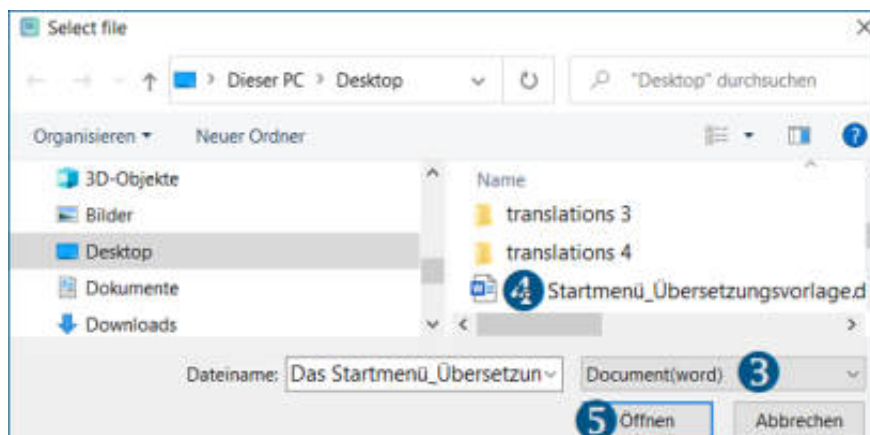 Select file
Dieser PC > Desktop
"Desktop" durchsuchen
Organisieren
Neuer Ordner
3D-Objekte
Bilder
Desktop
Dokumente
Downloads
Name
translations 3
translations 4
4 Startmenü_Übersetzungsvorlage.d
Dateiname: Das Startmenü_Übersetzun
Document(word) 3
5 Öffnen
Abbrechen